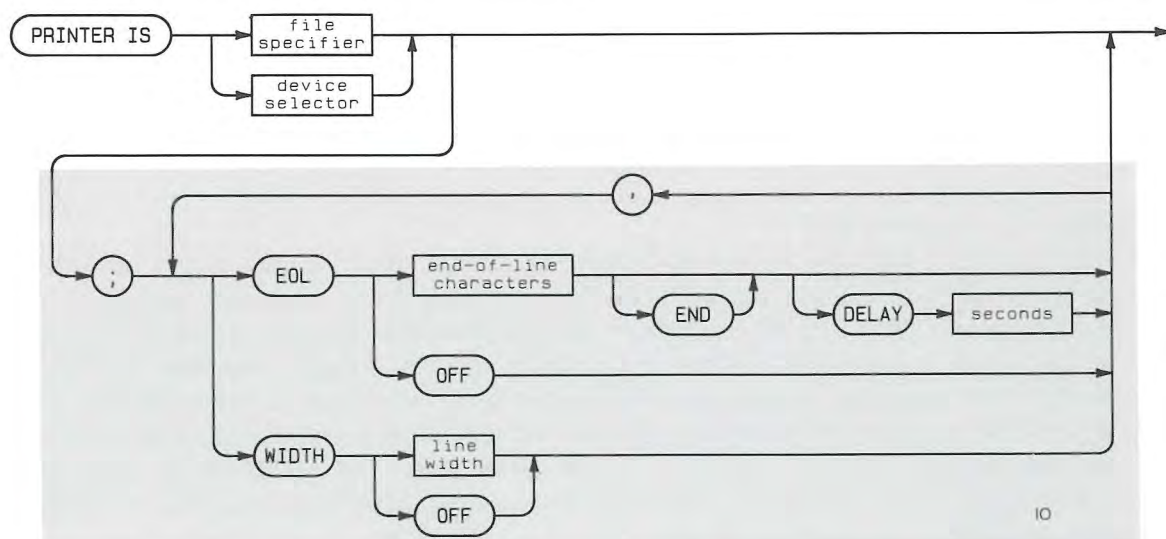 PRINTER IS
file
specifier
device
selector
,
;
EOL
end-of-line
characters
END
DELAY
seconds
OFF
WIDTH
line
width
OFF
IO